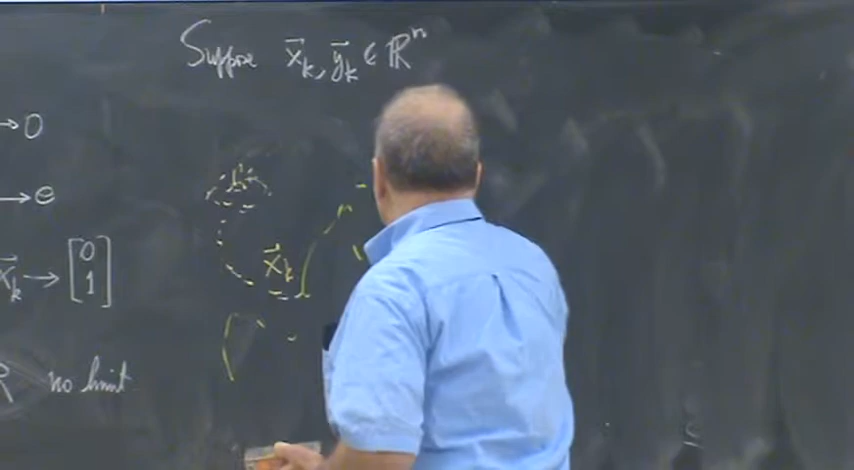 Suppose x⃗ₖ, y⃗ₖ ∈ ℝⁿ
→ 0
→ e
x⃗ₖ → [0 1]
x⃗ₖ
no limit